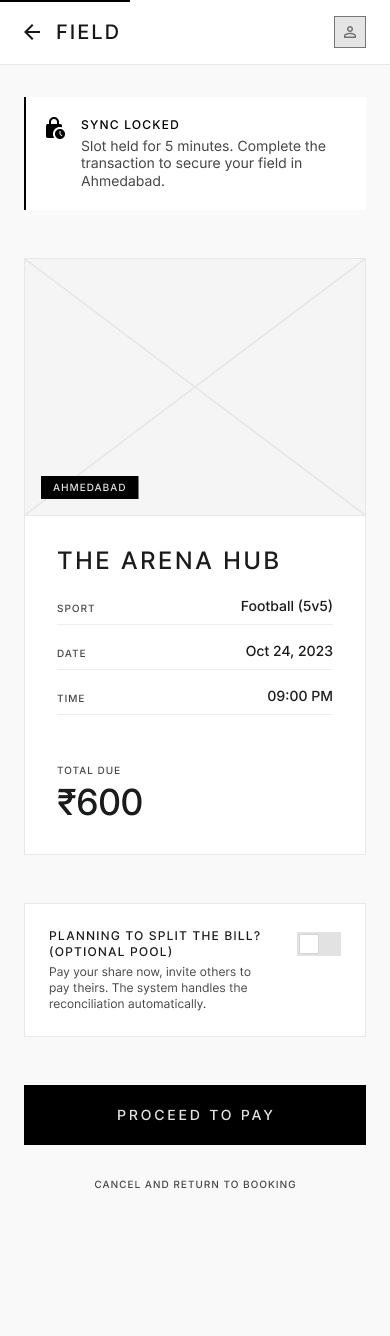 FIELD
SYNC LOCKED
Slot held for 5 minutes. Complete the
transaction to secure your field in
Ahmedabad.
AHMEDABAD
THE ARENA HUB
SPORT Football (5v5)
DATE Oct 24, 2023
TIME 09:00 PM
TOTAL DUE
₹600
PLANNING TO SPLIT THE BILL?
(OPTIONAL POOL)
Pay your share now, invite others to
pay theirs. The system handles the
reconciliation automatically.
PROCEED TO PAY
CANCEL AND RETURN TO BOOKING